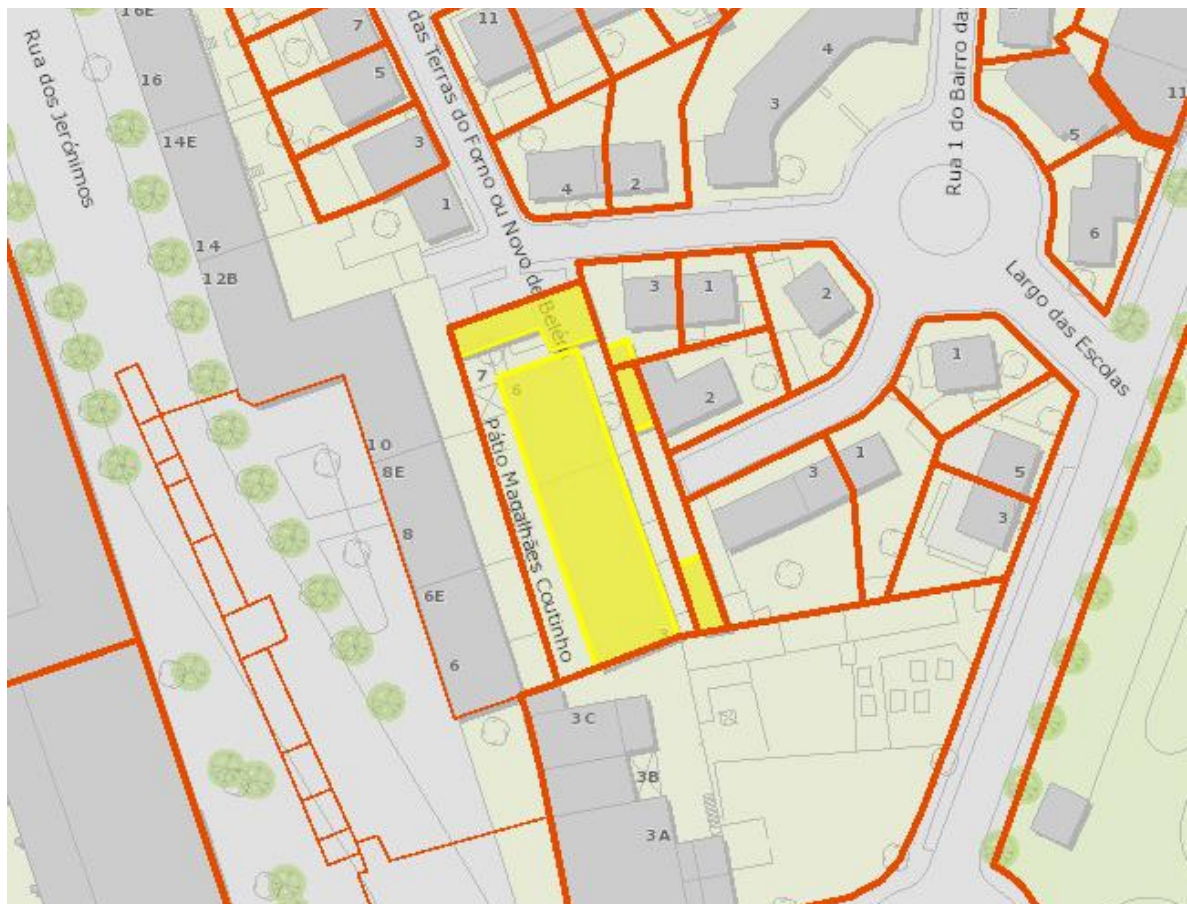 16E
7
11
4
Rua dos Jerónimos
das Terras do Forno ou Novo de Belém
Rua 1 do Bairro das
16
5
3
11
14E
3
5
4
2
1
6
14
12B
3
1
2
Largo das Escolas
7
6
1
2
Pátio Magalhães Coutinho
10
8E
3
1
5
8
3
6E
6
3C
3B
3A